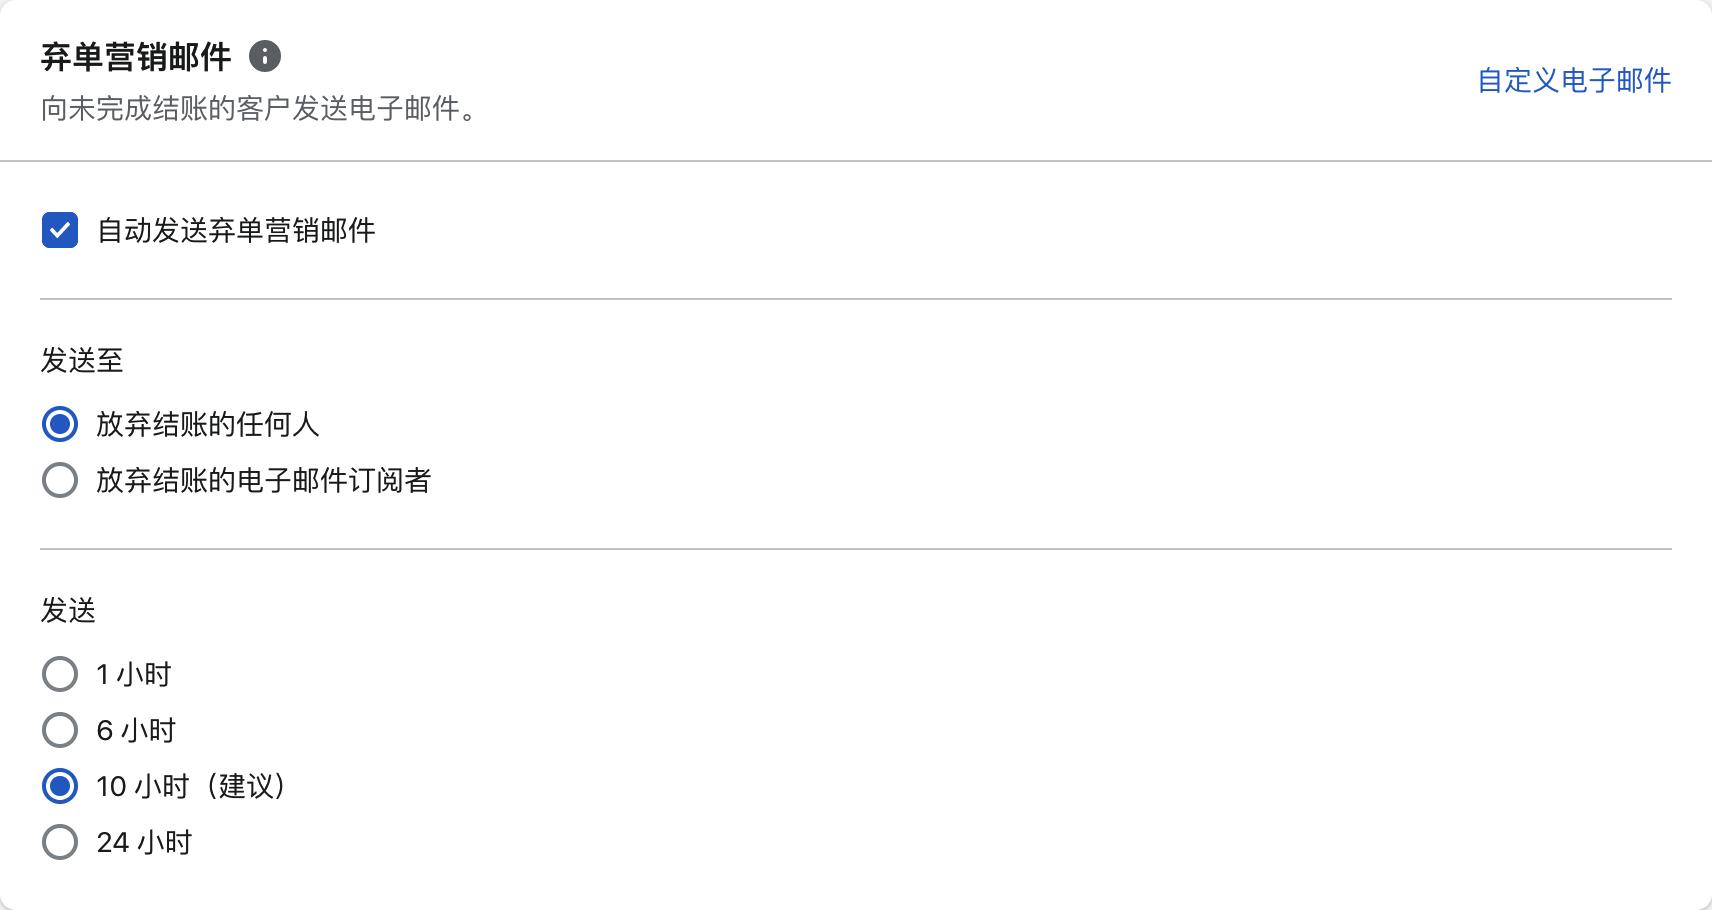 弃单营销邮件
向未完成结账的客户发送电子邮件。
自定义电子邮件
自动发送弃单营销邮件
发送至
放弃结账的任何人
放弃结账的电子邮件订阅者
发送
1 小时
6 小时
10 小时（建议）
24 小时